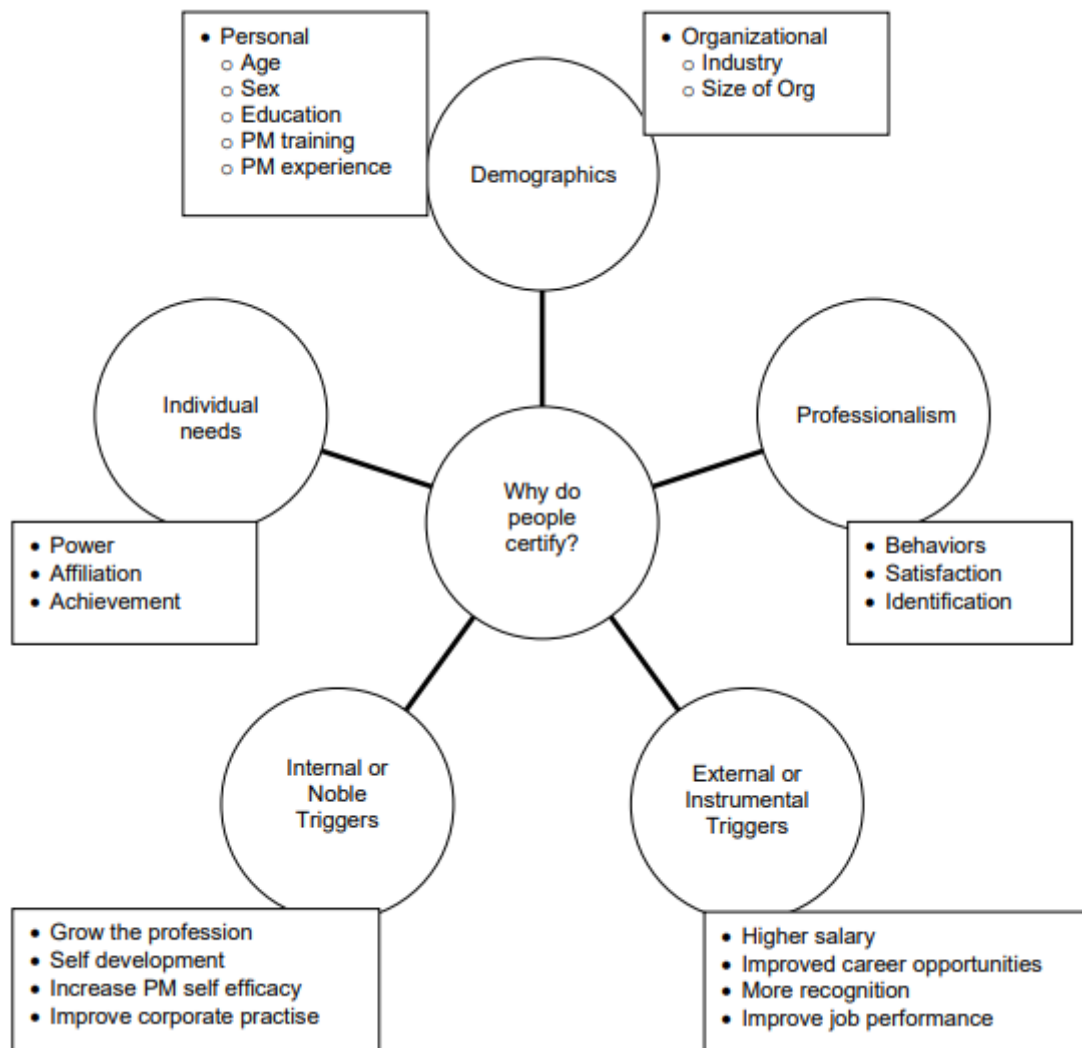 • Personal
o Age
o Sex
o Education
o PM training
o PM experience
• Organizational
o Industry
o Size of Org
Demographics
Individual
needs
Professionalism
Why do
people
certify?
• Power
• Affiliation
• Achievement
• Behaviors
• Satisfaction
• Identification
Internal or
Noble
Triggers
External or
Instrumental
Triggers
• Grow the profession
• Self development
• Increase PM self efficacy
• Improve corporate practise
• Higher salary
• Improved career opportunities
• More recognition
• Improve job performance